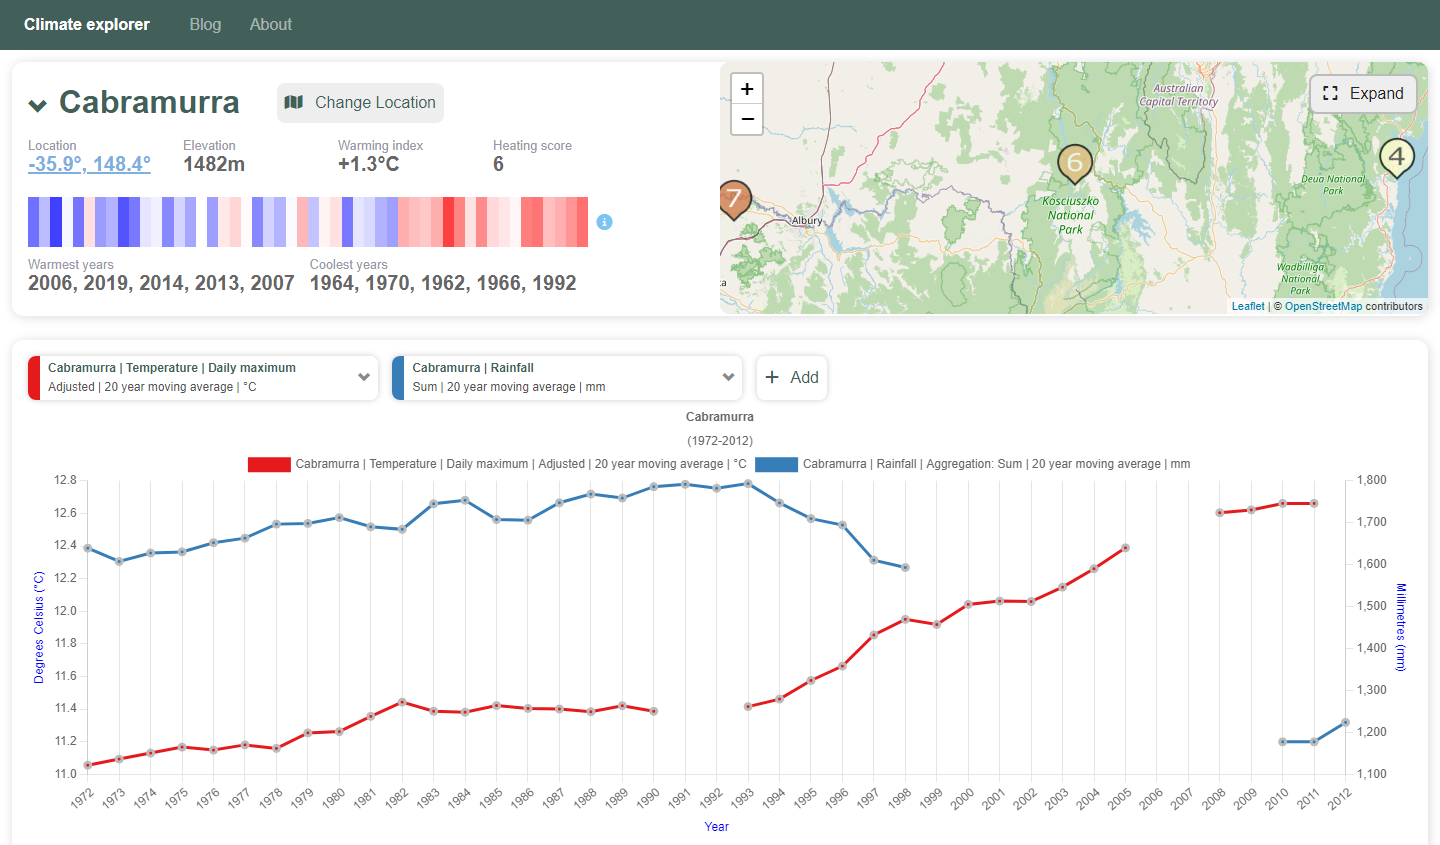 Climate explorer Blog About
Cabramurra
Change Location
Location Elevation Warming index Heating score
-35.9°, 148.4° 1482m +1.3°C 6
Warmest years Coolest years
2006, 2019, 2014, 2013, 2007 1964, 1970, 1962, 1966, 1992
+
−
Expand
Australian
Capital Territory
7
6
4
Albury
Kosciuszko
National
Park
Deua National
Park
Wadbilliga
National
Park
a
Leaflet | © OpenStreetMap contributors
Cabramurra | Temperature | Daily maximum
Adjusted | 20 year moving average | °C
Cabramurra | Rainfall
Sum | 20 year moving average | mm
+ Add
Cabramurra
(1972-2012)
Cabramurra | Temperature | Daily maximum | Adjusted | 20 year moving average | °C Cabramurra | Rainfall | Aggregation: Sum | 20 year moving average | mm
Degrees Celsius (°C)
12.8
12.6
12.4
12.2
12.0
11.8
11.6
11.4
11.2
11.0
1,800
1,700
1,600
1,500
1,400
1,300
1,200
1,100
Millimetres (mm)
1972 1973 1974 1975 1976 1977 1978 1979 1980 1981 1982 1983 1984 1985 1986 1987 1988 1989 1990 1991 1992 1993 1994 1995 1996 1997 1998 1999 2000 2001 2002 2003 2004 2005 2006 2007 2008 2009 2010 2011 2012
Year